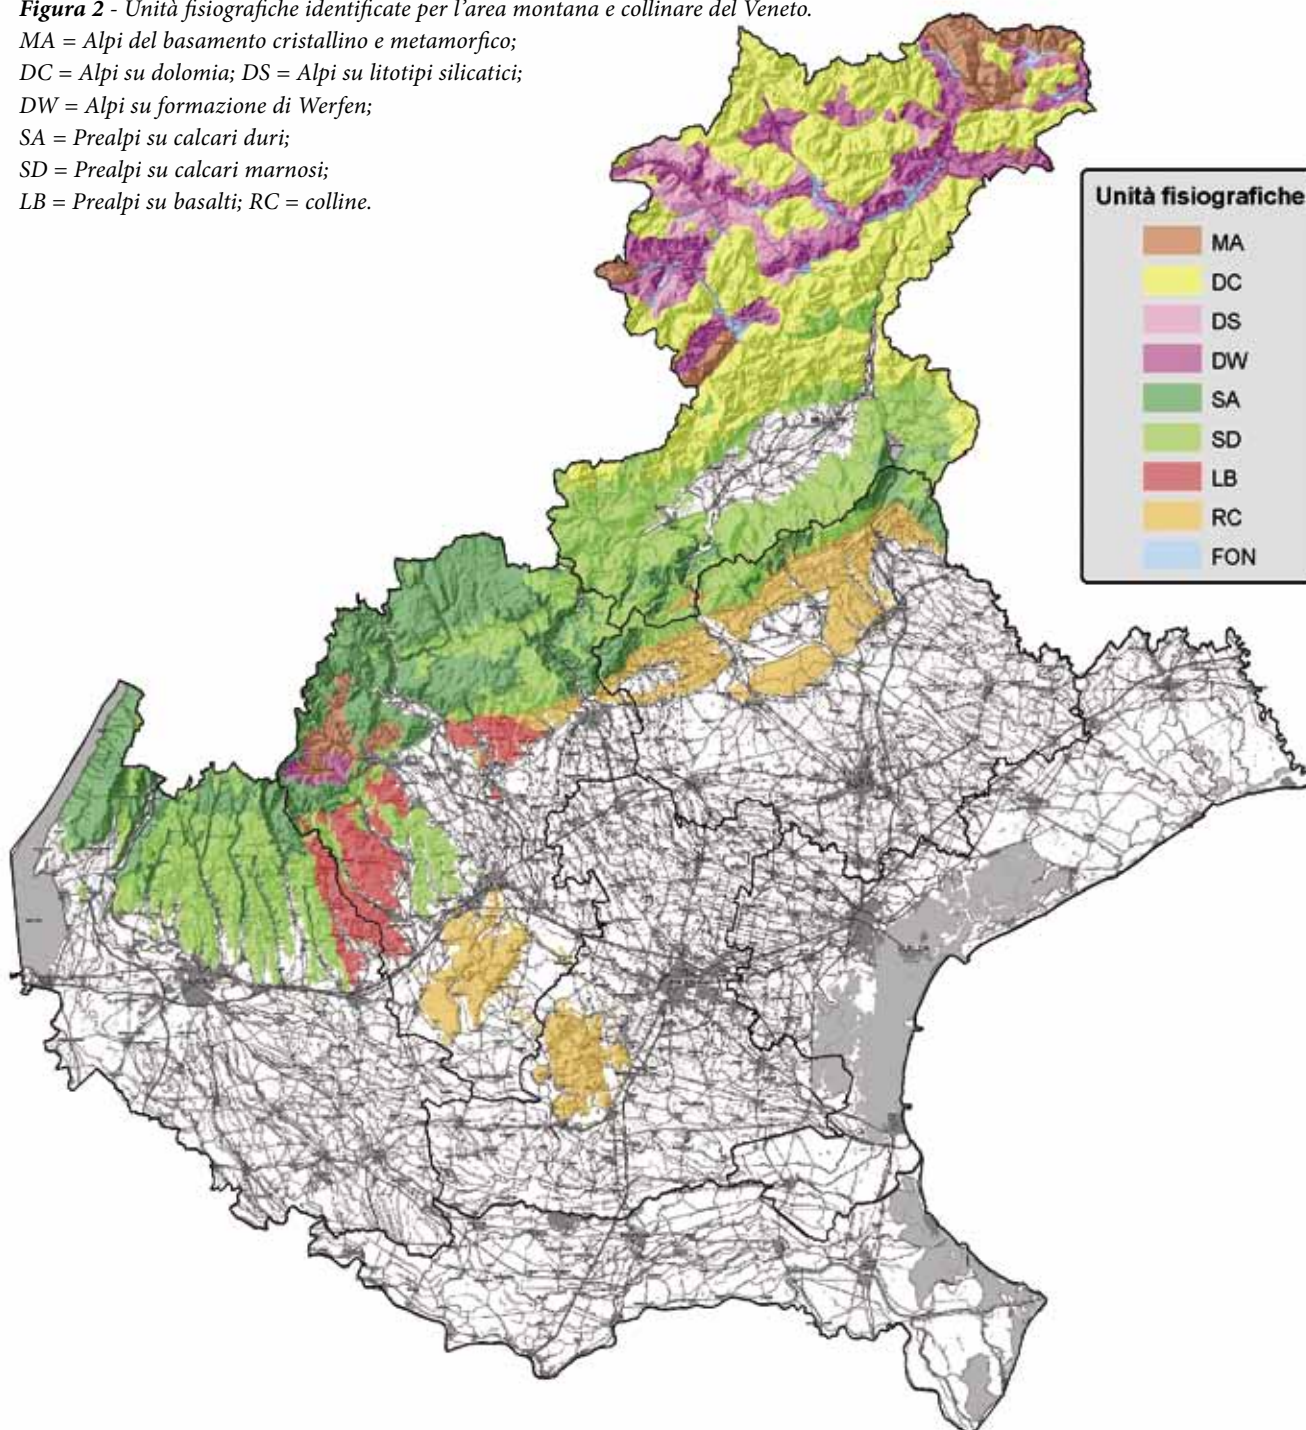 Figura 2 - Unità fisiografiche identificate per l'area montana e collinare del Veneto.
MA = Alpi del basamento cristallino e metamorfico;
DC = Alpi su dolomia; DS = Alpi su litotipi silicatici;
DW = Alpi su formazione di Werfen;
SA = Prealpi su calcari duri;
SD = Prealpi su calcari marnosi;
LB = Prealpi su basalti; RC = colline.
Unità fisiografiche
MA
DC
DS
DW
SA
SD
LB
RC
FON